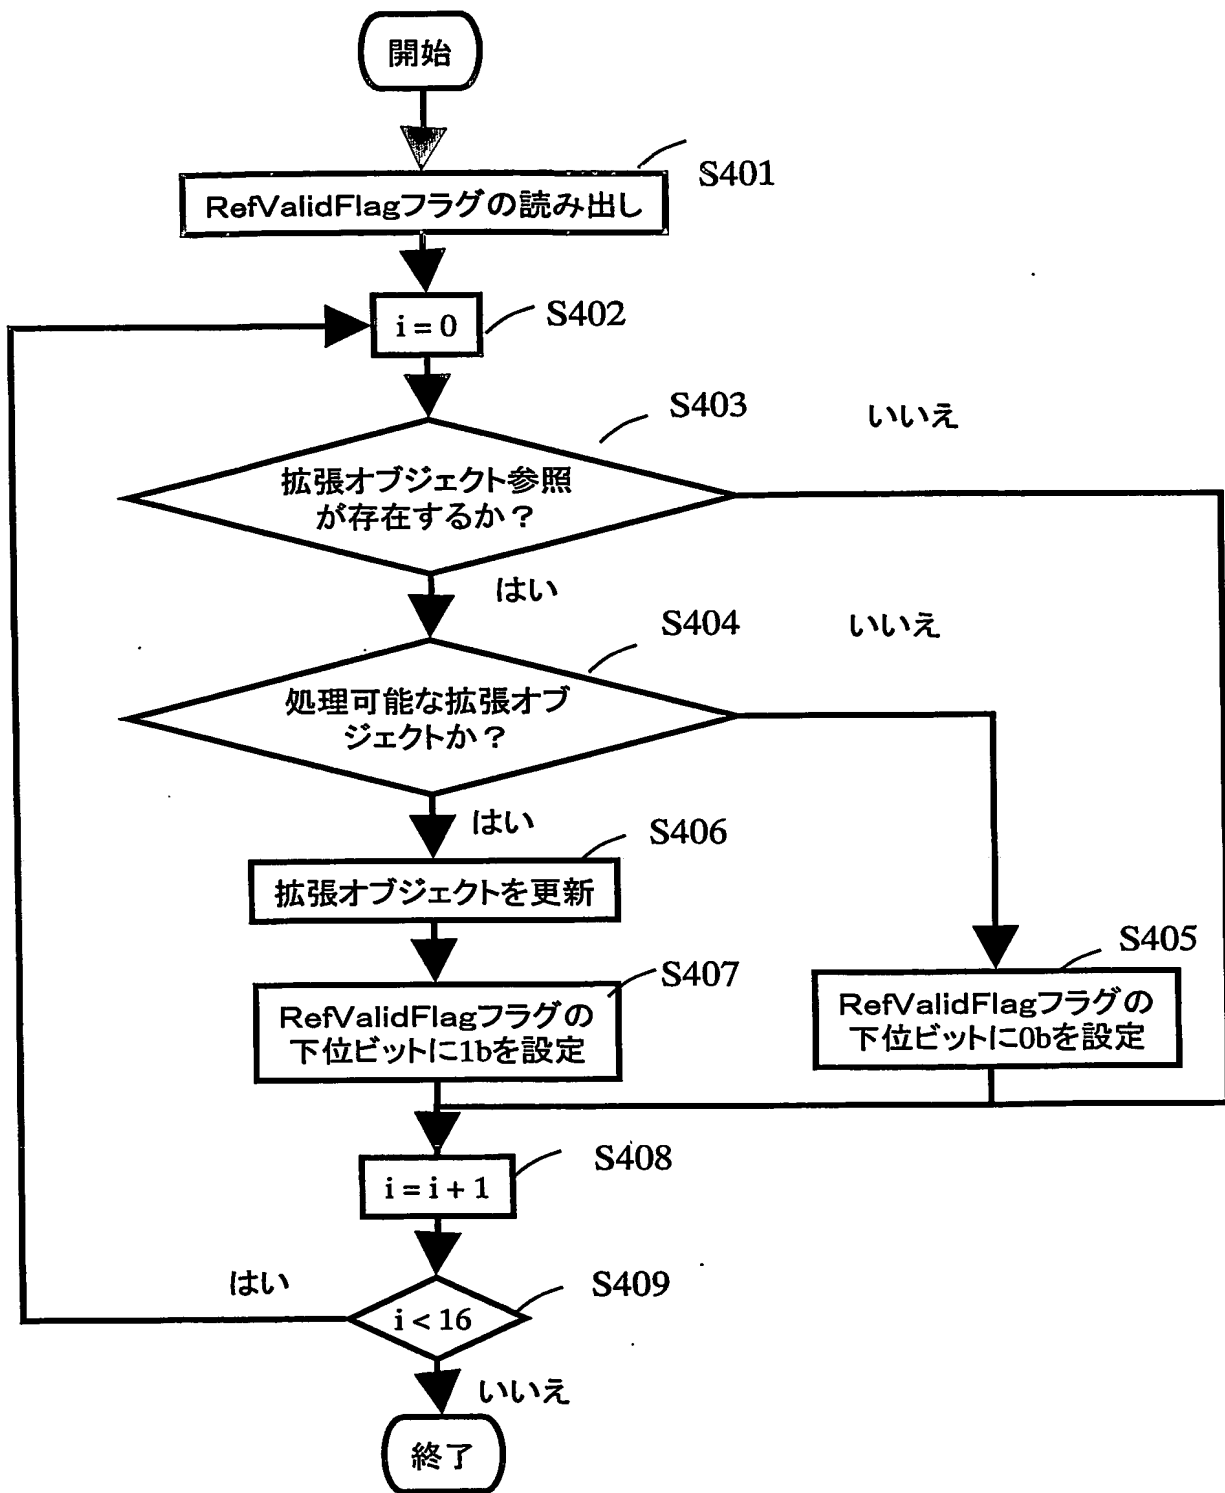 開始
S401
RefValidFlagフラグの読み出し
S402
i = 0
S403
いいえ
拡張オブジェクト参照
が存在するか？
はい
S404
いいえ
処理可能な拡張オブ
ジェクトか？
はい
S406
拡張オブジェクトを更新
S405
S407
RefValidFlagフラグの
下位ビットに1bを設定
RefValidFlagフラグの
下位ビットに0bを設定
S408
i = i + 1
はい
S409
i < 16
いいえ
終了